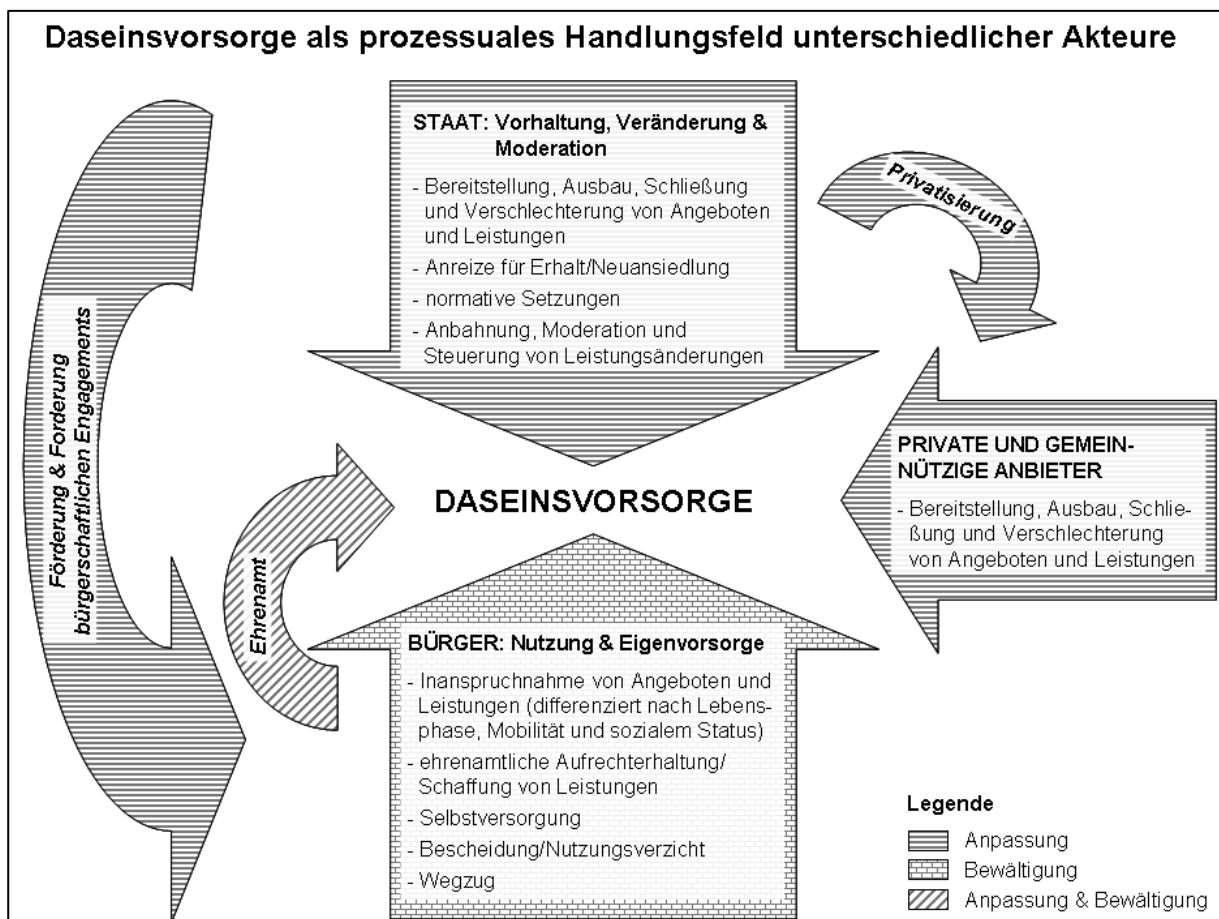 Daseinsvorsorge als prozessuales Handlungsfeld unterschiedlicher Akteure
STAAT: Vorhaltung, Veränderung &
Moderation
- Bereitstellung, Ausbau, Schließung
und Verschlechterung von Angeboten
und Leistungen
- Anreize für Erhalt/Neuansiedlung
- normative Setzungen
- Anbahnung, Moderation und
Steuerung von Leistungsänderungen
Privatisierung
Förderung & Forderung
bürgerschaftlichen Engagements
PRIVATE UND GEMEIN-
NÜTZIGE ANBIETER
- Bereitstellung, Ausbau, Schlie-
ßung und Verschlechterung
von Angeboten und Leistungen
DASEINSVORSORGE
Ehrenamt
BÜRGER: Nutzung & Eigenvorsorge
- Inanspruchnahme von Angeboten und
Leistungen (differenziert nach Lebens-
phase, Mobilität und sozialem Status)
- ehrenamtliche Aufrechterhaltung/
Schaffung von Leistungen
- Selbstversorgung
- Bescheidung/Nutzungsverzicht
- Wegzug
Legende
Anpassung
Bewältigung
Anpassung & Bewältigung